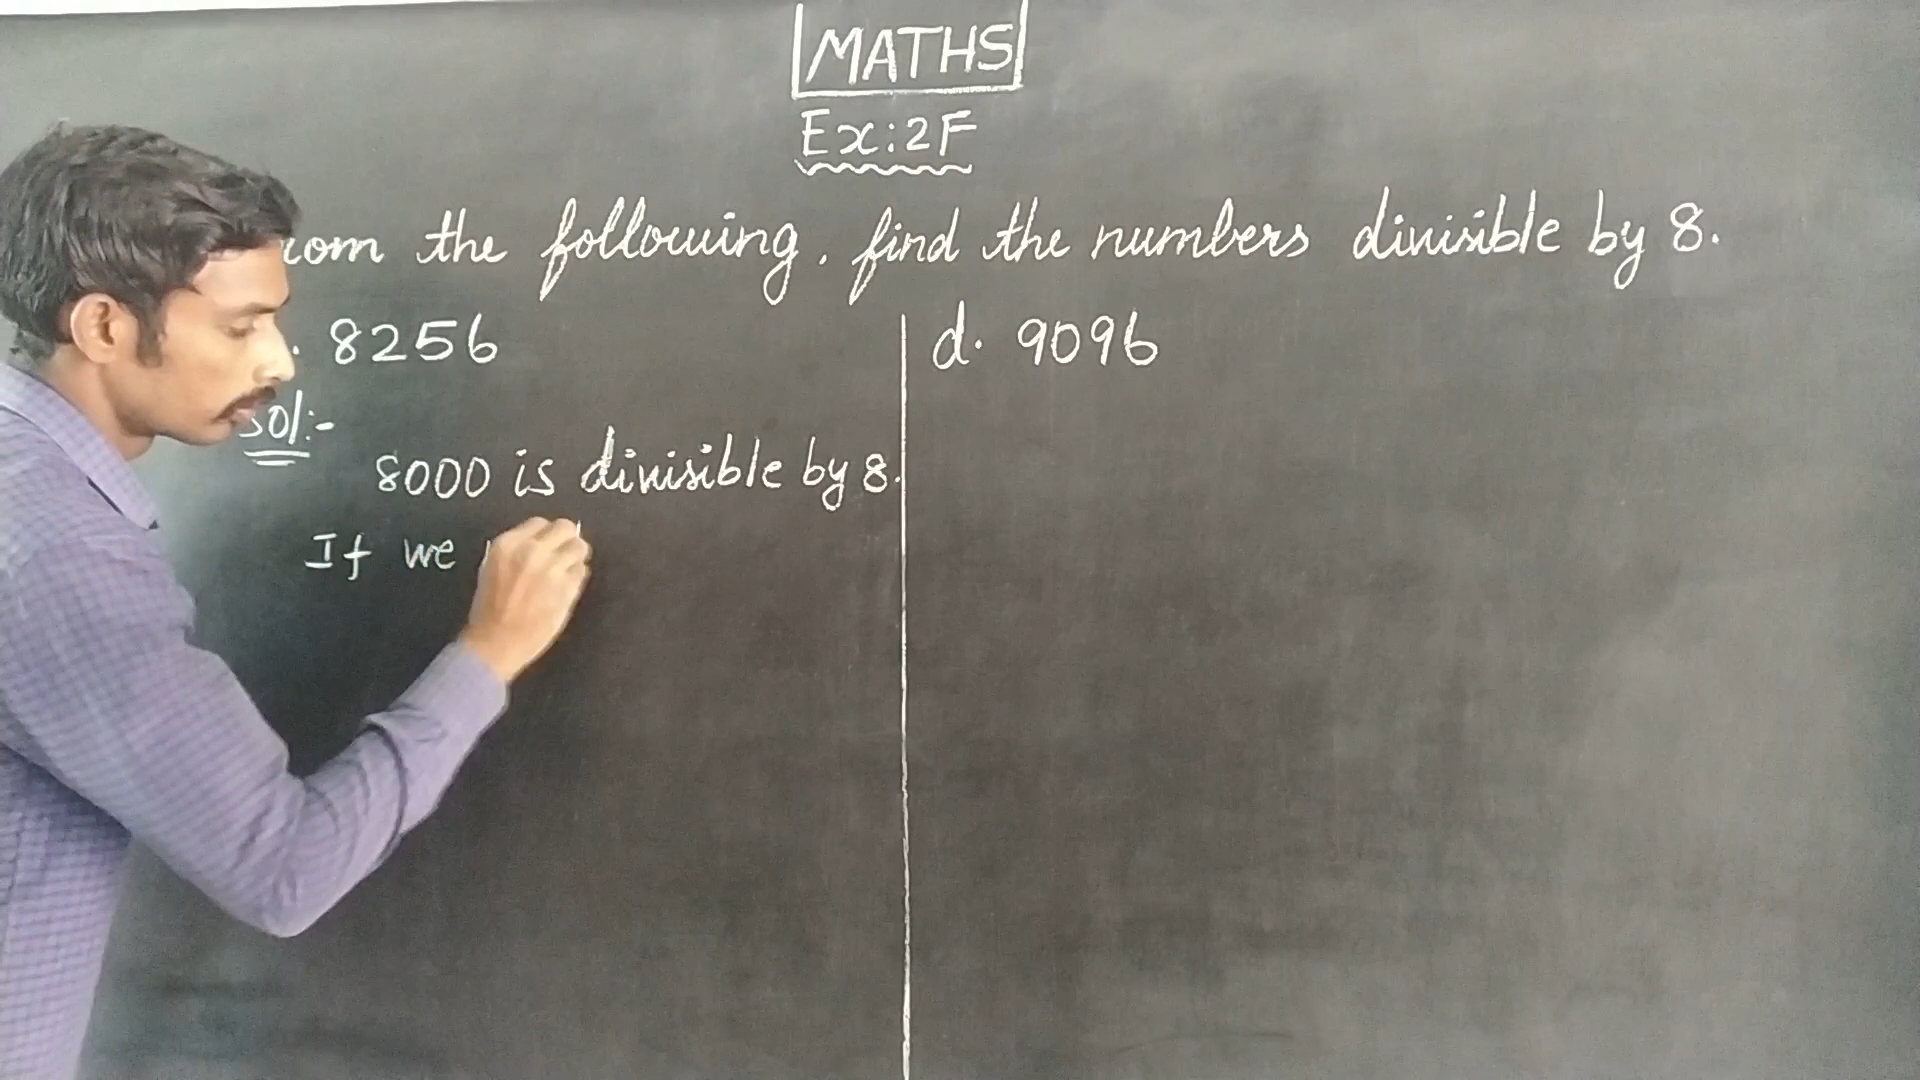 MATHS
Ex:2F
rom the following. find the numbers divisible by 8.
. 8256
d. 9096
Sol:-
8000 is divisible by 8.
If we